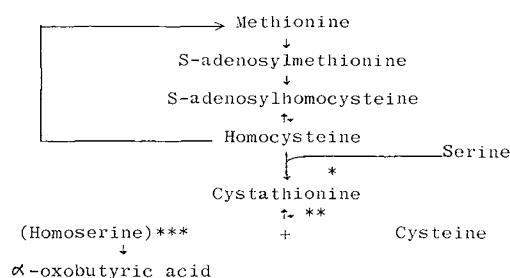 Methionine
S-adenosylmethionine
S-adenosylhomocysteine
Homocysteine
Serine
*
Cystathionine
**
(Homoserine)*** + Cysteine
α-oxobutyric acid